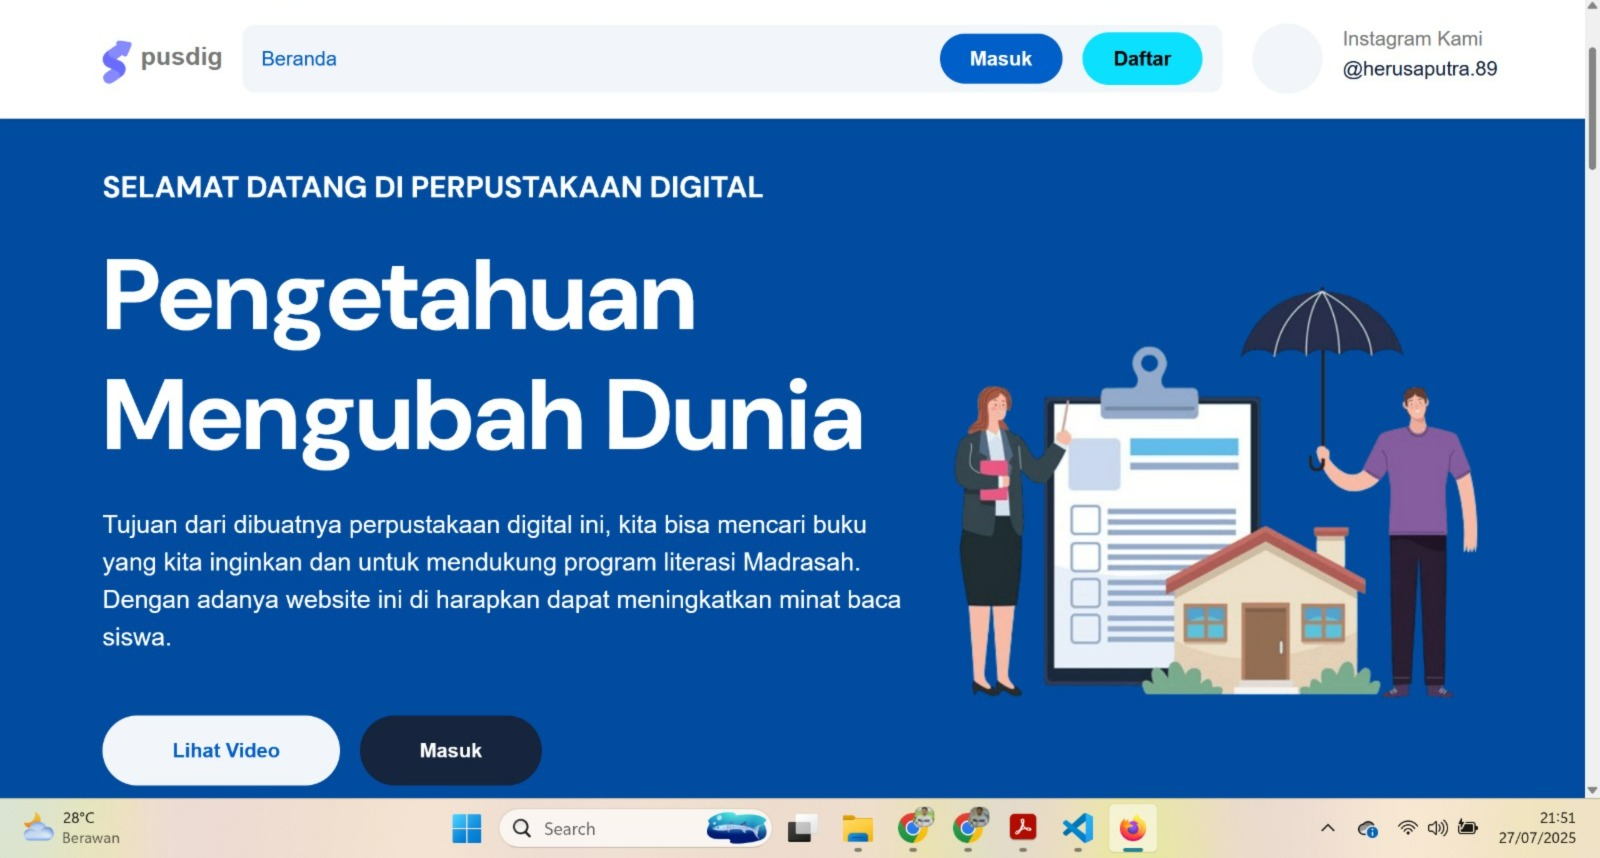 pusdig
Beranda
Masuk
Daftar
Instagram Kami
@herusaputra.89
SELAMAT DATANG DI PERPUSTAKAAN DIGITAL
Pengetahuan
Mengubah Dunia
Tujuan dari dibuatnya perpustakaan digital ini, kita bisa mencari buku
yang kita inginkan dan untuk mendukung program literasi Madrasah.
Dengan adanya website ini di harapkan dapat meningkatkan minat baca
siswa.
Lihat Video
Masuk
28°C
Berawan
Search
21:51
27/07/2025